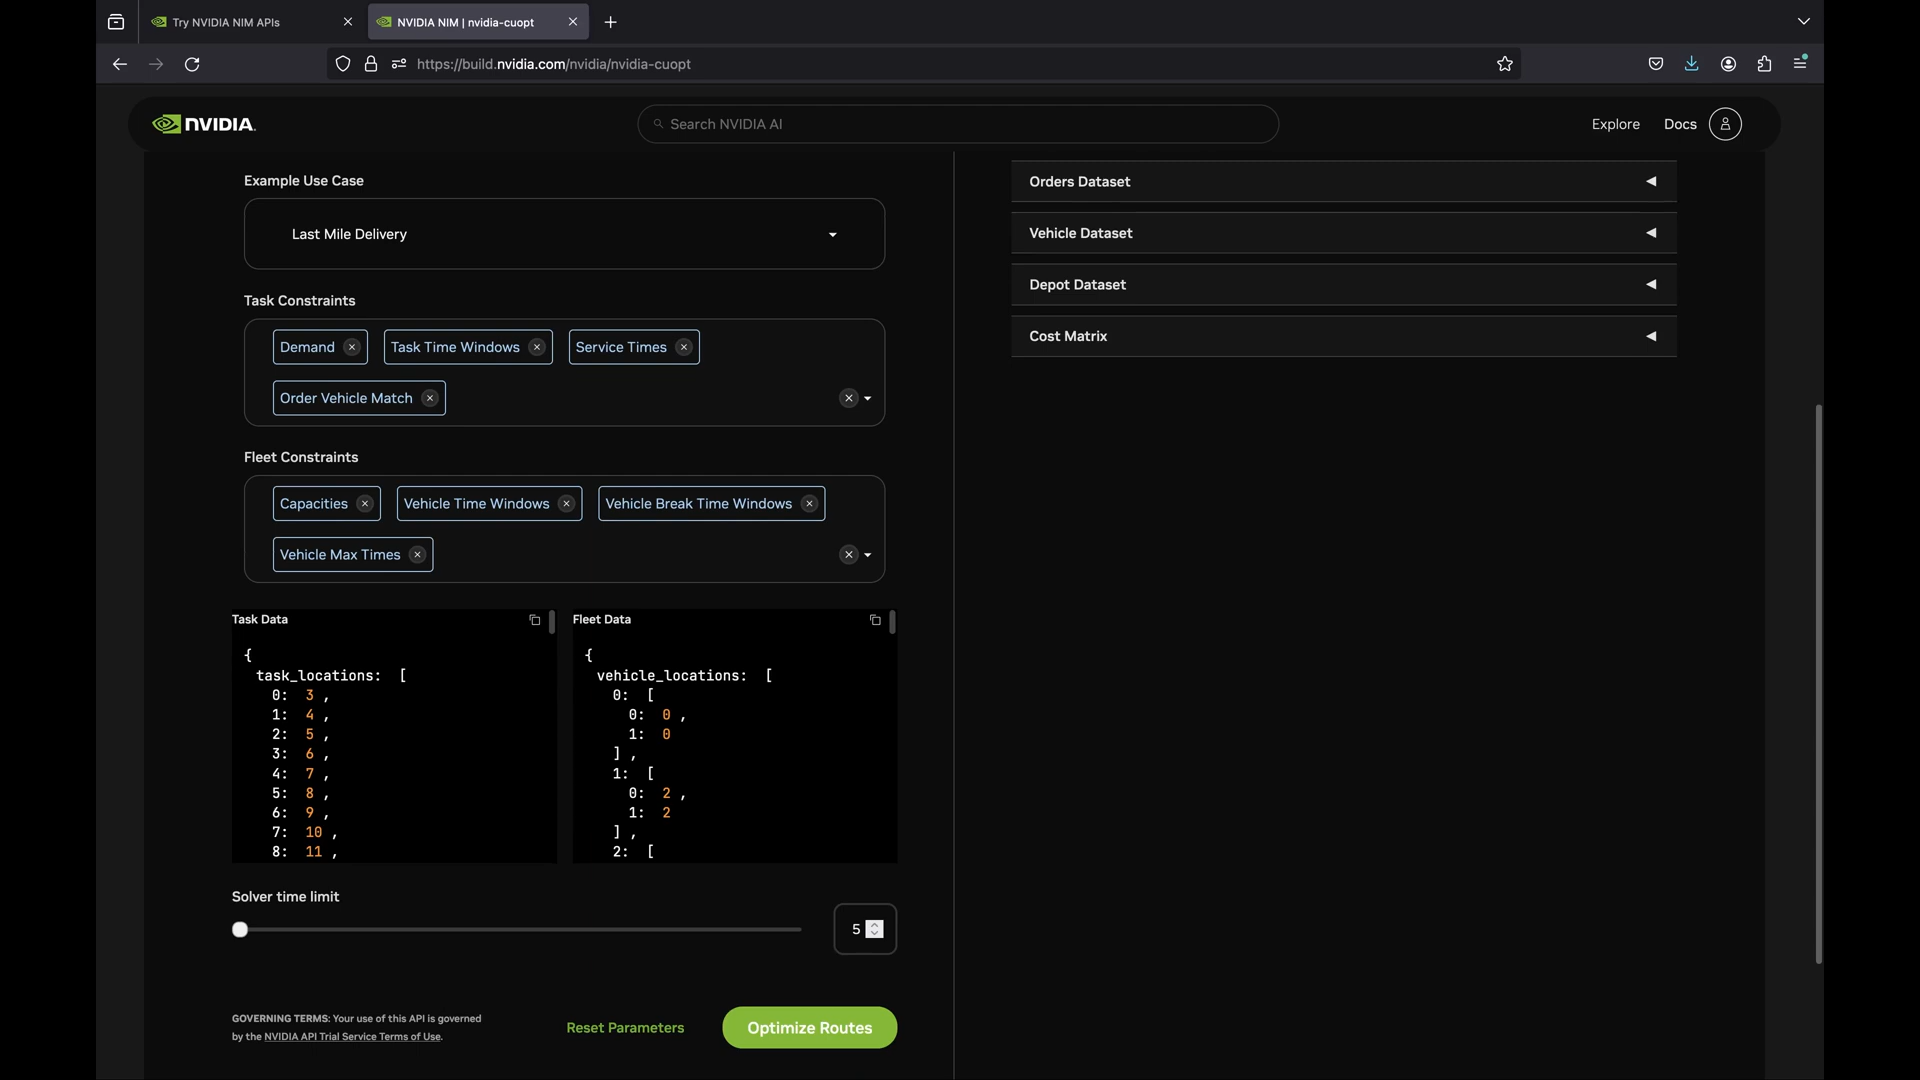 Try NVIDIA NIM APIs
NVIDIA NIM | nvidia-cuopt
https://build.nvidia.com/nvidia/nvidia-cuopt
NVIDIA.
Search NVIDIA AI
Explore
Docs
Example Use Case
Last Mile Delivery
Task Constraints
Demand
Task Time Windows
Service Times
Order Vehicle Match
Fleet Constraints
Capacities
Vehicle Time Windows
Vehicle Break Time Windows
Vehicle Max Times
Task Data
{
task_locations: [
0: 3 ,
1: 4 ,
2: 5 ,
3: 6 ,
4: 7 ,
5: 8 ,
6: 9 ,
7: 10 ,
8: 11 ,
Fleet Data
{
vehicle_locations: [
0: [
0: 0 ,
1: 0
] ,
1: [
0: 2 ,
1: 2
] ,
2: [
Solver time limit
5
GOVERNING TERMS: Your use of this API is governed
by the NVIDIA API Trial Service Terms of Use.
Reset Parameters
Optimize Routes
Orders Dataset
Vehicle Dataset
Depot Dataset
Cost Matrix